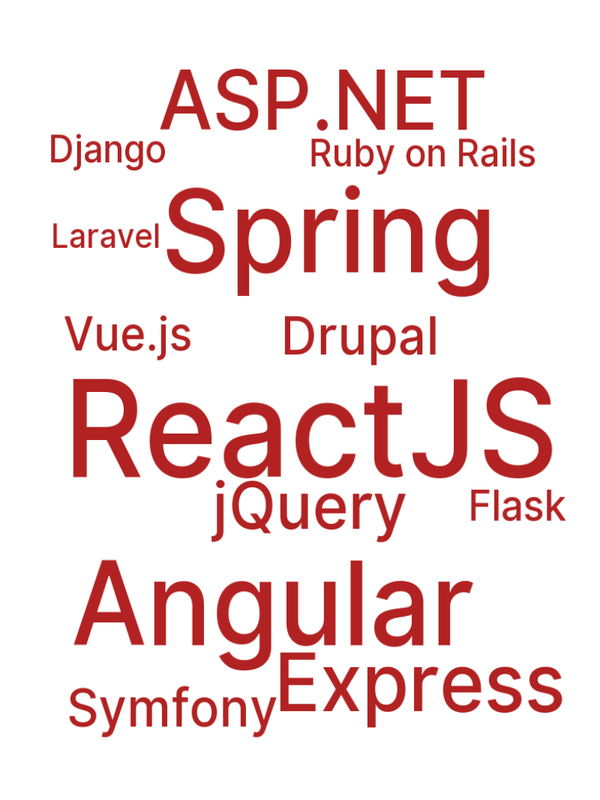 ASP.NET
Django
Ruby on Rails
Spring
Laravel
Vue.js
Drupal
ReactJS
jQuery
Flask
Angular
Express
Symfony